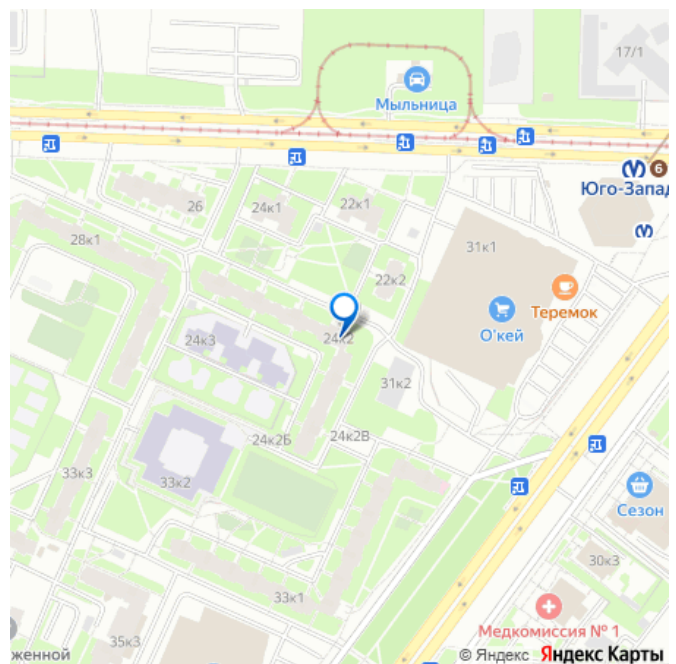 17/1
Мыльница
6
Юго-Запад
26
24к1
22к1
28к1
31к1
22к2
Теремок
О'кей
24к3
24к2
31к2
24к2Б
24к2В
33к3
33к2
Сезон
30к3
33к1
Медкомиссия № 1
35к3
женной
© Яндекс Яндекс Карты